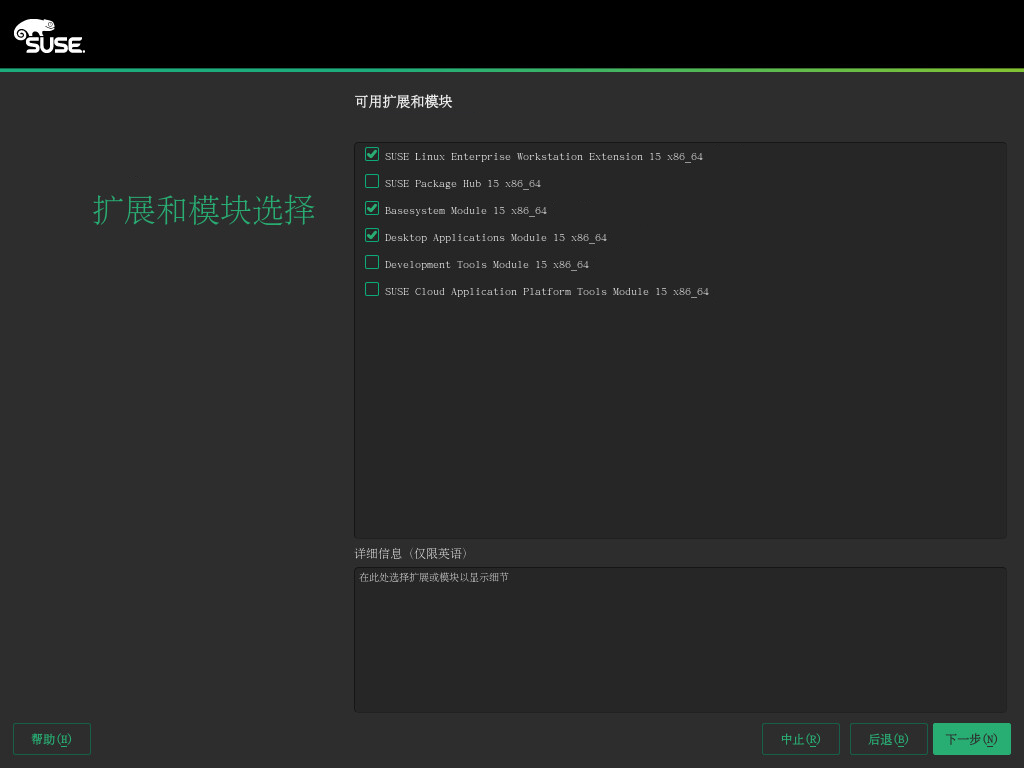 SUSE.
可用扩展和模块
扩展和模块选择
SUSE Linux Enterprise Workstation Extension 15 x86_64
SUSE Package Hub 15 x86_64
Basesystem Module 15 x86_64
Desktop Applications Module 15 x86_64
Development Tools Module 15 x86_64
SUSE Cloud Application Platform Tools Module 15 x86_64
详细信息（仅限英语）
在此处选择扩展或模块以显示细节
帮助(H)
中止(R)
后退(B)
下一步(N)